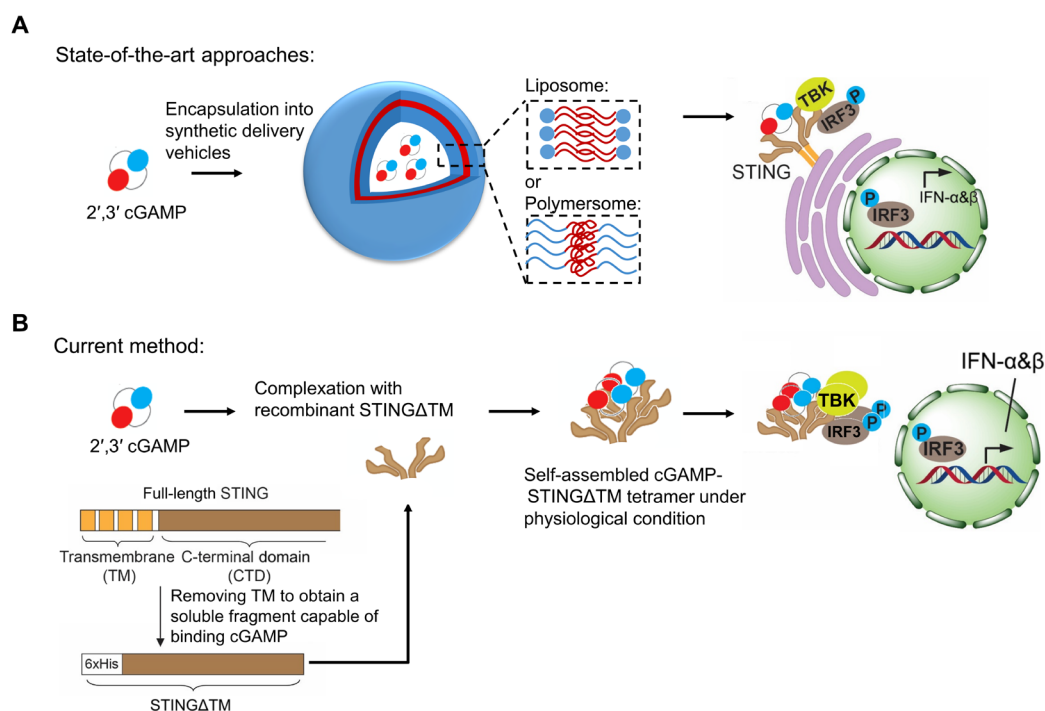 A
State-of-the-art approaches:
Encapsulation into
synthetic delivery
vehicles
2′,3′ cGAMP
Liposome:
or
Polymersome:
TBK
P
IRF3
STING
P
IRF3
IFN-α&β
B
Current method:
2′,3′ cGAMP
Complexation with
recombinant STINGΔTM
Self-assembled cGAMP-
STINGΔTM tetramer under
physiological condition
TBK
P
P
IRF3
IFN-α&β
P
IRF3
Full-length STING
Transmembrane
(TM)
C-terminal domain
(CTD)
Removing TM to obtain a
soluble fragment capable of
binding cGAMP
6xHis
STINGΔTM